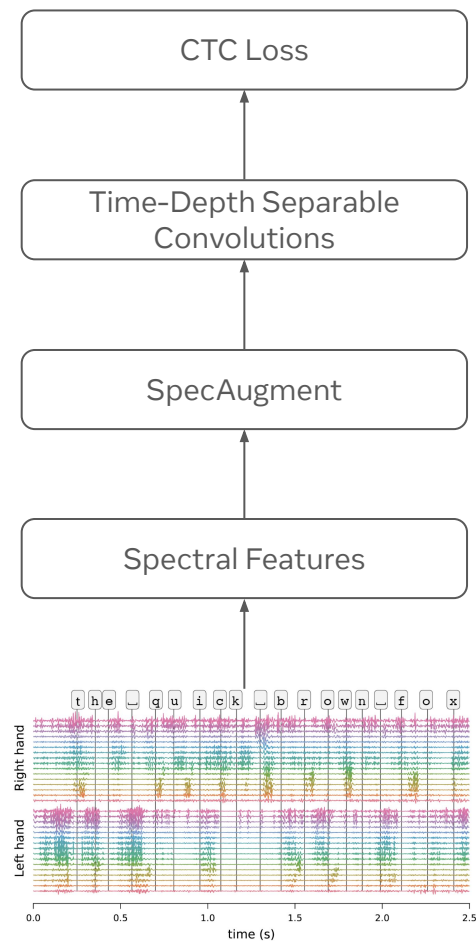 CTC Loss
Time-Depth Separable
Convolutions
SpecAugment
Spectral Features
t h e ⎵ q u i c k ⎵ b r o w n ⎵ f o x
Right hand
Left hand
0.0 0.5 1.0 1.5 2.0 2.5
time (s)